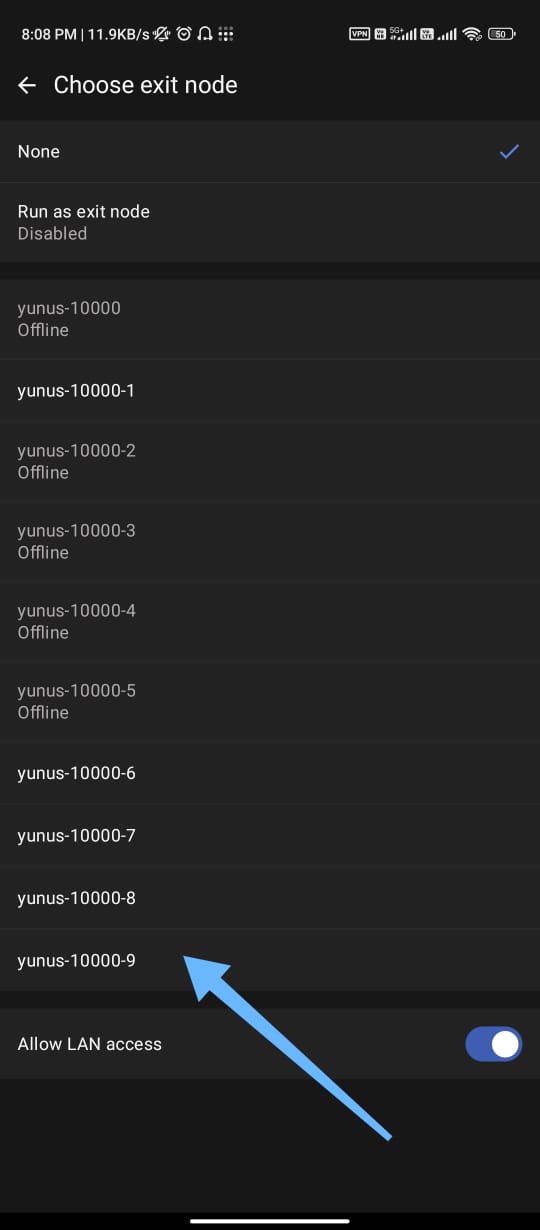 8:08 PM | 11.9KB/s
VPN 5G+ 50
Choose exit node
None
Run as exit node
Disabled
yunus-10000
Offline
yunus-10000-1
yunus-10000-2
Offline
yunus-10000-3
Offline
yunus-10000-4
Offline
yunus-10000-5
Offline
yunus-10000-6
yunus-10000-7
yunus-10000-8
yunus-10000-9
Allow LAN access